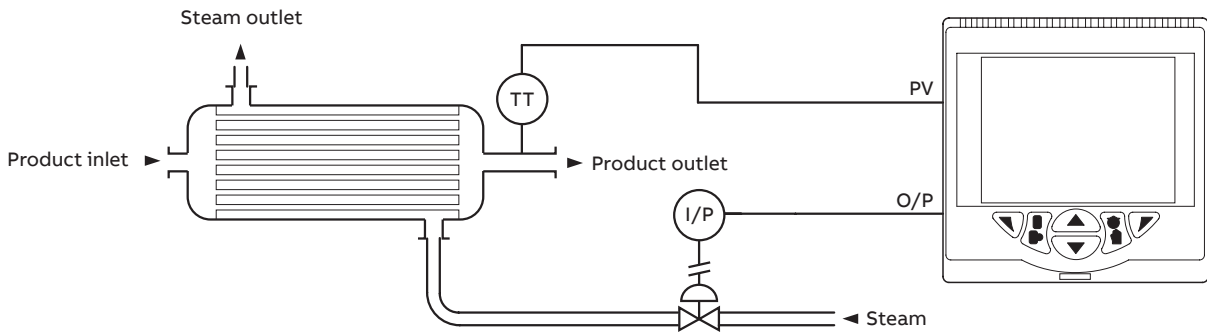 Steam outlet
TT
PV
Product inlet
Product outlet
I/P
O/P
Steam